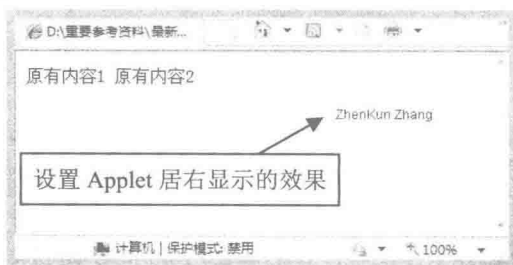 D:\重要参考资料\最新...
原有内容1 原有内容2
ZhenKun Zhang
设置 Applet 居右显示的效果
计算机 | 保护模式: 禁用
100%